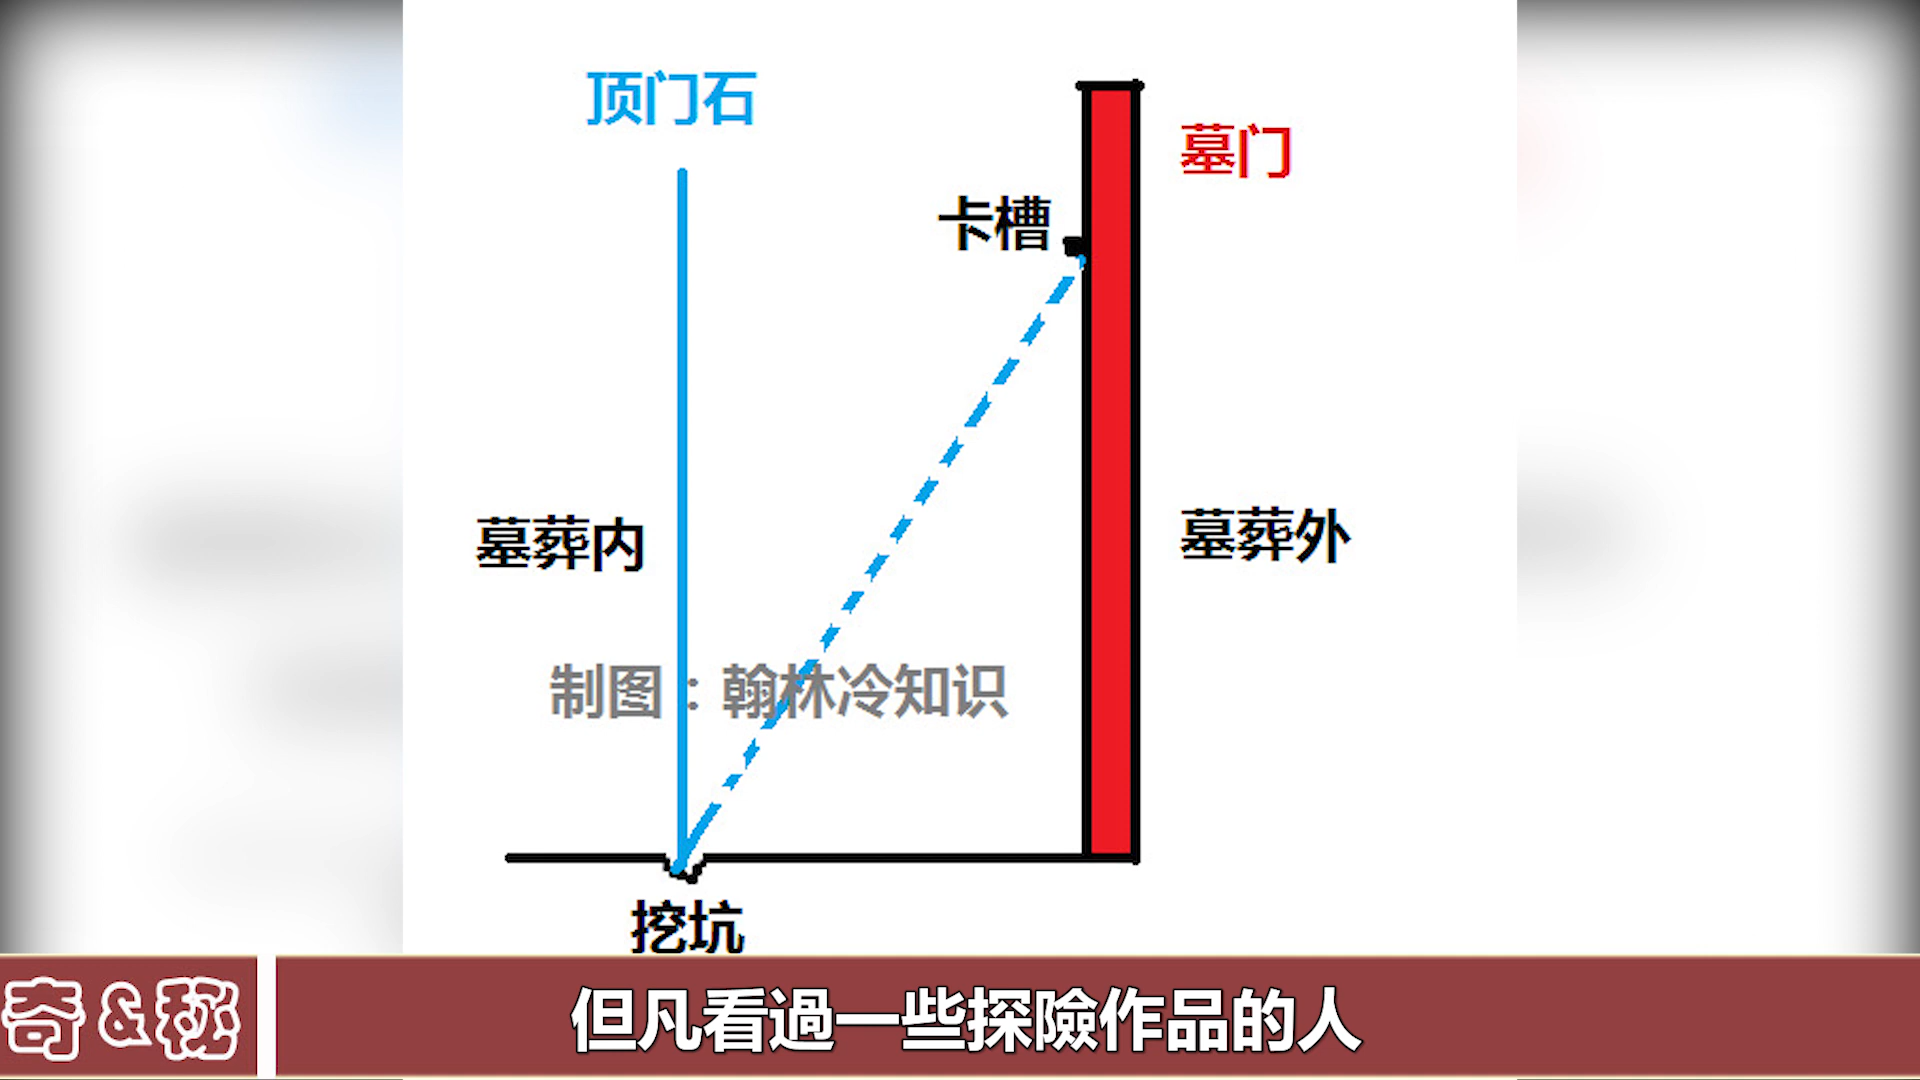 顶门石
墓门
卡槽
墓葬内
墓葬外
制图：翰林冷知识
挖坑
奇&秘
但凡看過一些探險作品的人